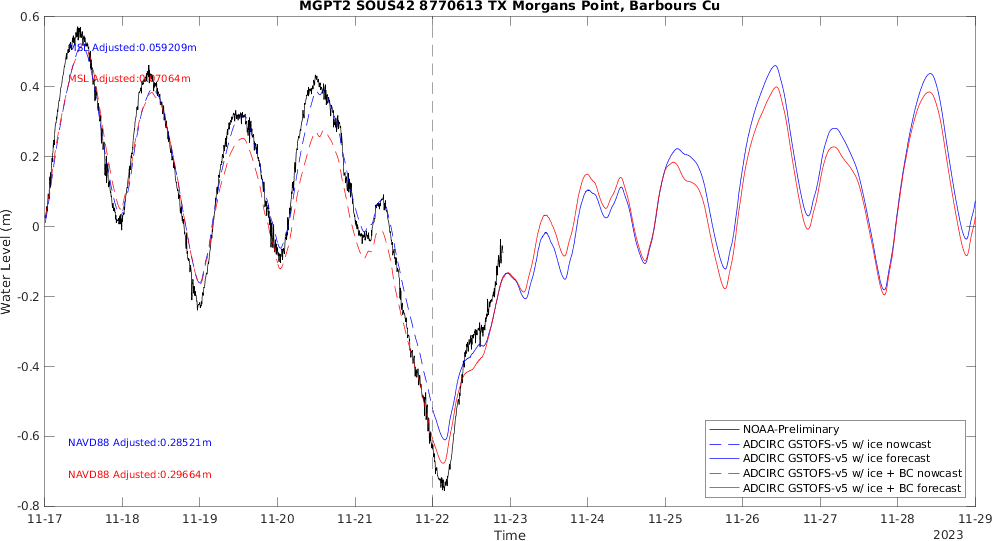 MGPT2 SOUS42 8770613 TX Morgans Point, Barbours Cu
Water Level (m)
0.6
0.4
0.2
0
-0.2
-0.4
-0.6
-0.8
MSL Adjusted:0.059209m
MSL Adjusted:0.07064m
NAVD88 Adjusted:0.28521m
NAVD88 Adjusted:0.29664m
NOAA-Preliminary
ADCIRC GSTOFS-v5 w/ ice nowcast
ADCIRC GSTOFS-v5 w/ ice forecast
ADCIRC GSTOFS-v5 w/ ice + BC nowcast
ADCIRC GSTOFS-v5 w/ ice + BC forecast
11-17 11-18 11-19 11-20 11-21 11-22 11-23 11-24 11-25 11-26 11-27 11-28 11-29
Time
2023